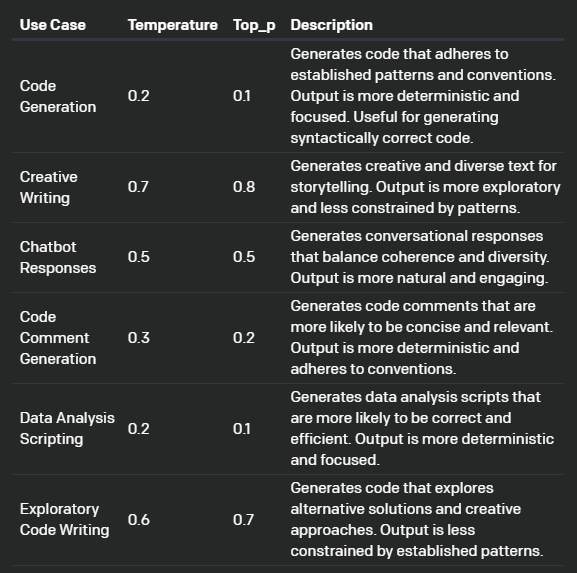 Use Case Temperature Top_p Description
Code Generation 0.2 0.1 Generates code that adheres to
established patterns and conventions.
Output is more deterministic and
focused. Useful for generating
syntactically correct code.
Creative Writing 0.7 0.8 Generates creative and diverse text for
storytelling. Output is more exploratory
and less constrained by patterns.
Chatbot Responses 0.5 0.5 Generates conversational responses
that balance coherence and diversity.
Output is more natural and engaging.
Code Comment Generation 0.3 0.2 Generates code comments that are
more likely to be concise and relevant.
Output is more deterministic and
adheres to conventions.
Data Analysis Scripting 0.2 0.1 Generates data analysis scripts that
are more likely to be correct and
efficient. Output is more deterministic
and focused.
Exploratory Code Writing 0.6 0.7 Generates code that explores
alternative solutions and creative
approaches. Output is less
constrained by established patterns.